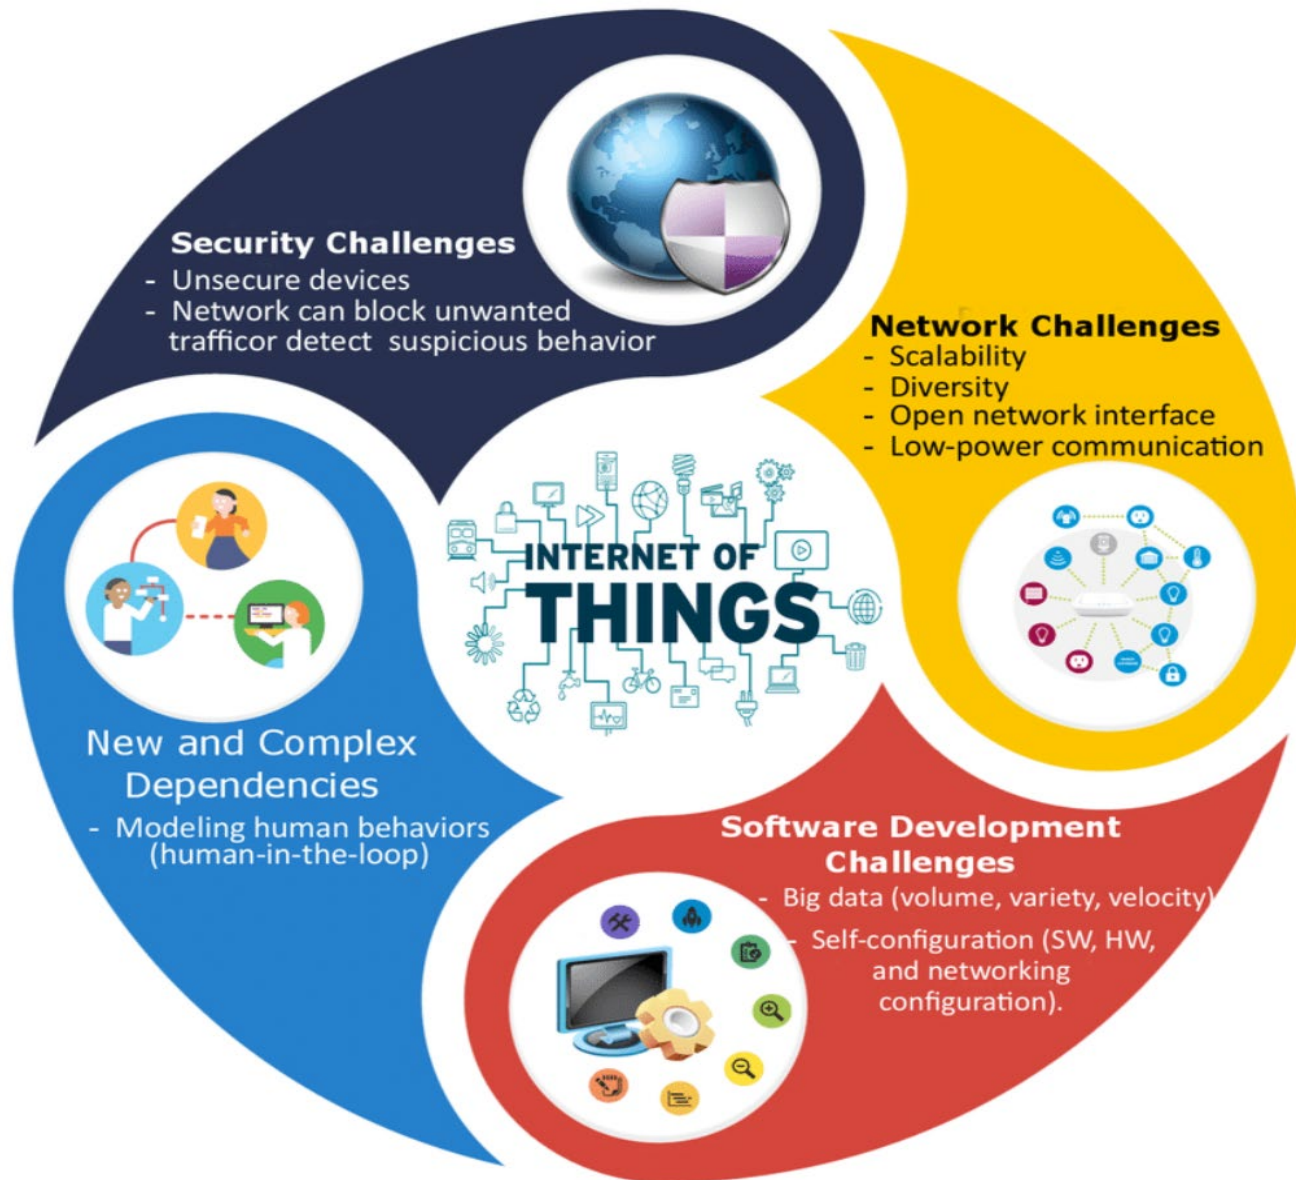 Security Challenges
- Unsecure devices
- Network can block unwanted
trafficor detect suspicious behavior
Network Challenges
- Scalability
- Diversity
- Open network interface
- Low-power communication
INTERNET OF
THINGS
New and Complex
Dependencies
- Modeling human behaviors
(human-in-the-loop)
Software Development
Challenges
- Big data (volume, variety, velocity)
- Self-configuration (SW, HW,
and networking
configuration).